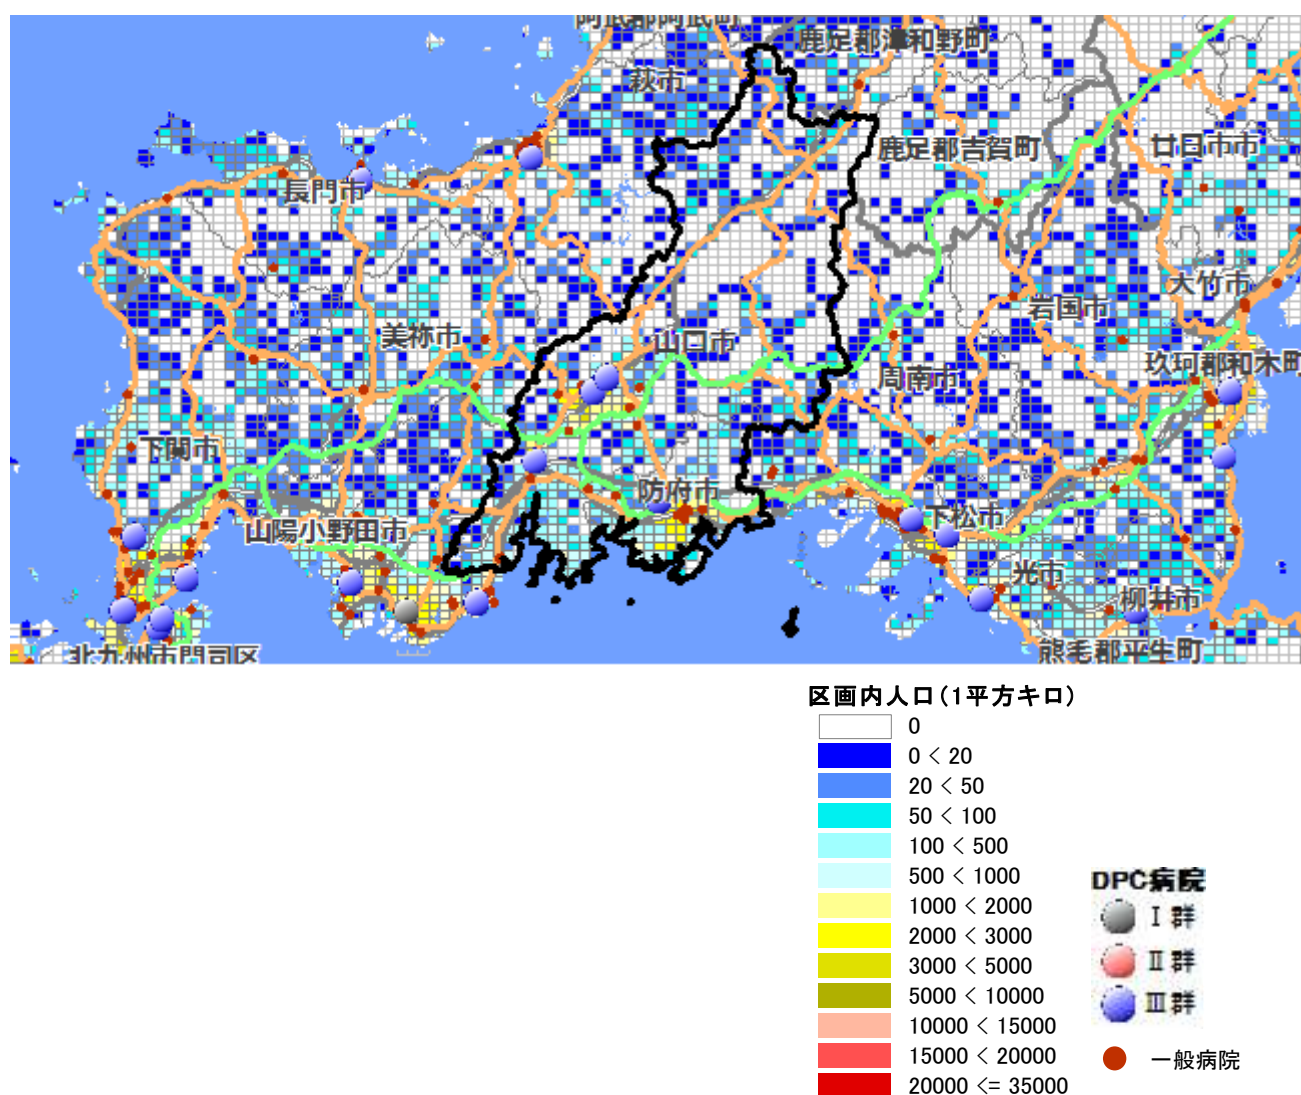 阿武郡阿武町
鹿足郡津和野町
萩市
鹿足郡吉賀町
廿日市市
長門市
大竹市
岩国市
美祢市
山口市
玖珂郡和木町
周南市
下関市
防府市
山陽小野田市
下松市
光市
柳井市
北九州市門司区
熊毛郡平生町
区画内人口(1平方キロ)
0
0 < 20
20 < 50
50 < 100
100 < 500
500 < 1000
1000 < 2000
2000 < 3000
3000 < 5000
5000 < 10000
10000 < 15000
15000 < 20000
20000 <= 35000
DPC病院
Ⅰ群
Ⅱ群
Ⅲ群
一般病院